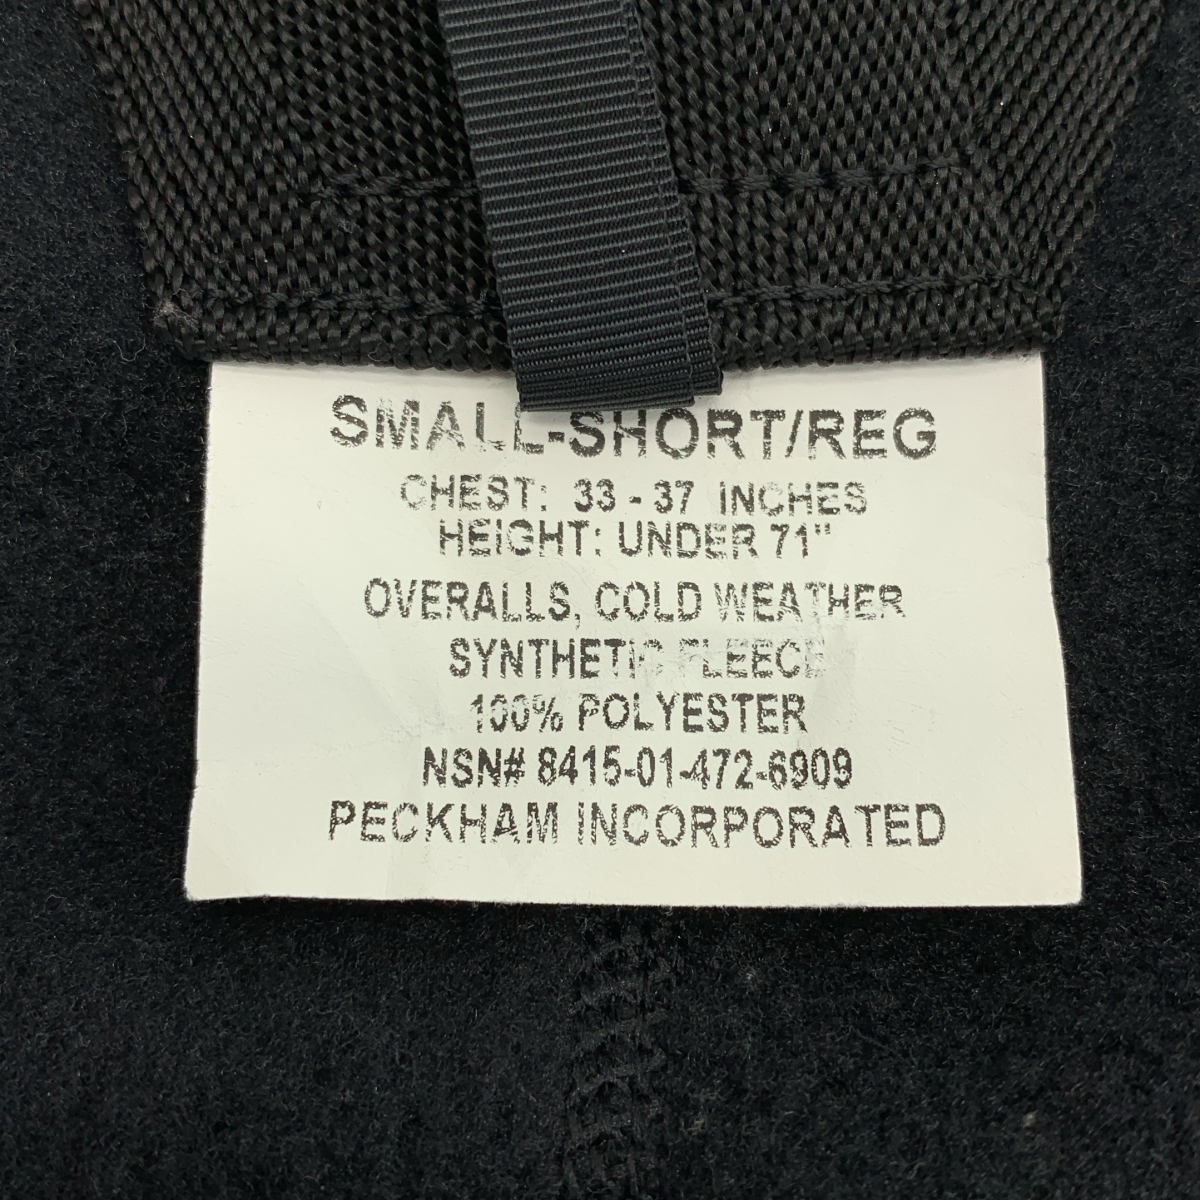 SMALL-SHORT/REG
CHEST: 33 - 37 INCHES
HEIGHT: UNDER 71"
OVERALLS, COLD WEATHER
SYNTHETIC FLEECE
100% POLYESTER
NSN# 8415-01-472-6909
PECKHAM INCORPORATED